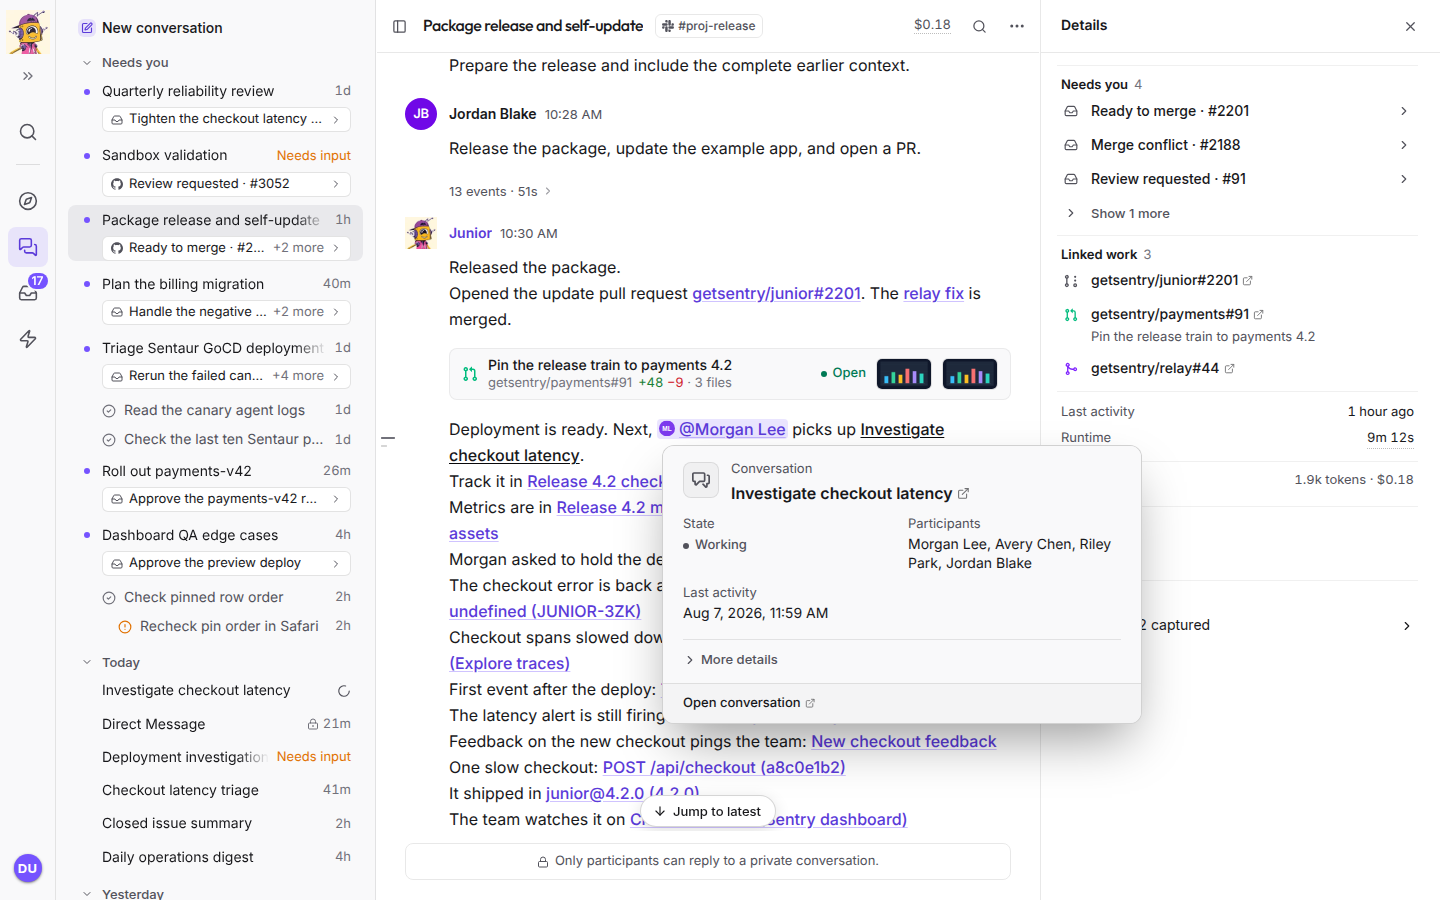 New conversation
Needs you
Quarterly reliability review 1d
Tighten the checkout latency ...
Sandbox validation Needs input
Review requested · #3052
Package release and self-update 1h
Ready to merge · #2... +2 more
Plan the billing migration 40m
Handle the negative ... +2 more
Triage Sentaur GoCD deployment 1d
Rerun the failed can... +4 more
Read the canary agent logs 1d
Check the last ten Sentaur p... 1d
Roll out payments-v42 26m
Approve the payments-v42 r...
Dashboard QA edge cases 4h
Approve the preview deploy
Check pinned row order 2h
Recheck pin order in Safari 2h
Today
Investigate checkout latency
Direct Message 21m
Deployment investigation Needs input
Checkout latency triage 41m
Closed issue summary 2h
Daily operations digest 4h
Yesterday
17
DU
Package release and self-update #proj-release $0.18
Prepare the release and include the complete earlier context.
JB Jordan Blake 10:28 AM
Release the package, update the example app, and open a PR.
13 events · 51s
Junior 10:30 AM
Released the package.
Opened the update pull request getsentry/junior#2201. The relay fix is
merged.
Pin the release train to payments 4.2
getsentry/payments#91 +48 −9 · 3 files
Open
Deployment is ready. Next, ML @Morgan Lee picks up Investigate
checkout latency.
Track it in Release 4.2 check
Metrics are in Release 4.2 m
assets
Morgan asked to hold the de
The checkout error is back a
undefined (JUNIOR-3ZK)
Checkout spans slowed dow
(Explore traces)
First event after the deploy:
The latency alert is still firing
Feedback on the new checkout pings the team: New checkout feedback
One slow checkout: POST /api/checkout (a8c0e1b2)
It shipped in junior@4.2.0 (4.2.0)
The team watches it on C entry dashboard)
Jump to latest
Only participants can reply to a private conversation.
Conversation
Investigate checkout latency
State
Working
Participants
Morgan Lee, Avery Chen, Riley
Park, Jordan Blake
Last activity
Aug 7, 2026, 11:59 AM
More details
Open conversation
Details
Needs you 4
Ready to merge · #2201
Merge conflict · #2188
Review requested · #91
Show 1 more
Linked work 3
getsentry/junior#2201
getsentry/payments#91
Pin the release train to payments 4.2
getsentry/relay#44
Last activity 1 hour ago
Runtime 9m 12s
1.9k tokens · $0.18
2 captured